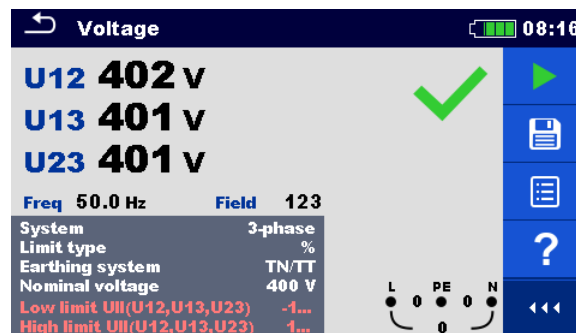 Voltage 08:16
U12 402 V
U13 401 V
U23 401 V
Freq 50.0 Hz Field 123
System 3-phase
Limit type %
Earthing system TN/TT
Nominal voltage 400 V
Low limit Ull(U12,U13,U23) -1...
High limit Ull(U12,U13,U23) 1...
?
L PE N
0 0
0